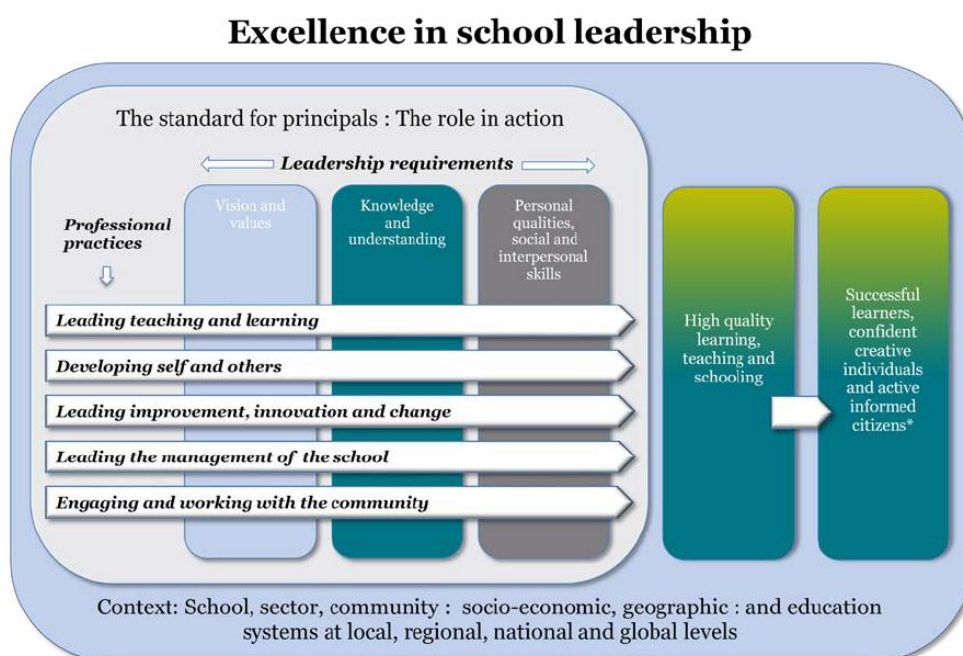 Excellence in school leadership
The standard for principals : The role in action
Leadership requirements
Professional
practices
Vision and
values
Knowledge
and
understanding
Personal
qualities,
social and
interpersonal
skills
Leading teaching and learning
Developing self and others
Leading improvement, innovation and change
Leading the management of the school
Engaging and working with the community
High quality
learning,
teaching and
schooling
Successful
learners,
confident
creative
individuals
and active
informed
citizens*
Context: School, sector, community : socio-economic, geographic : and education
systems at local, regional, national and global levels